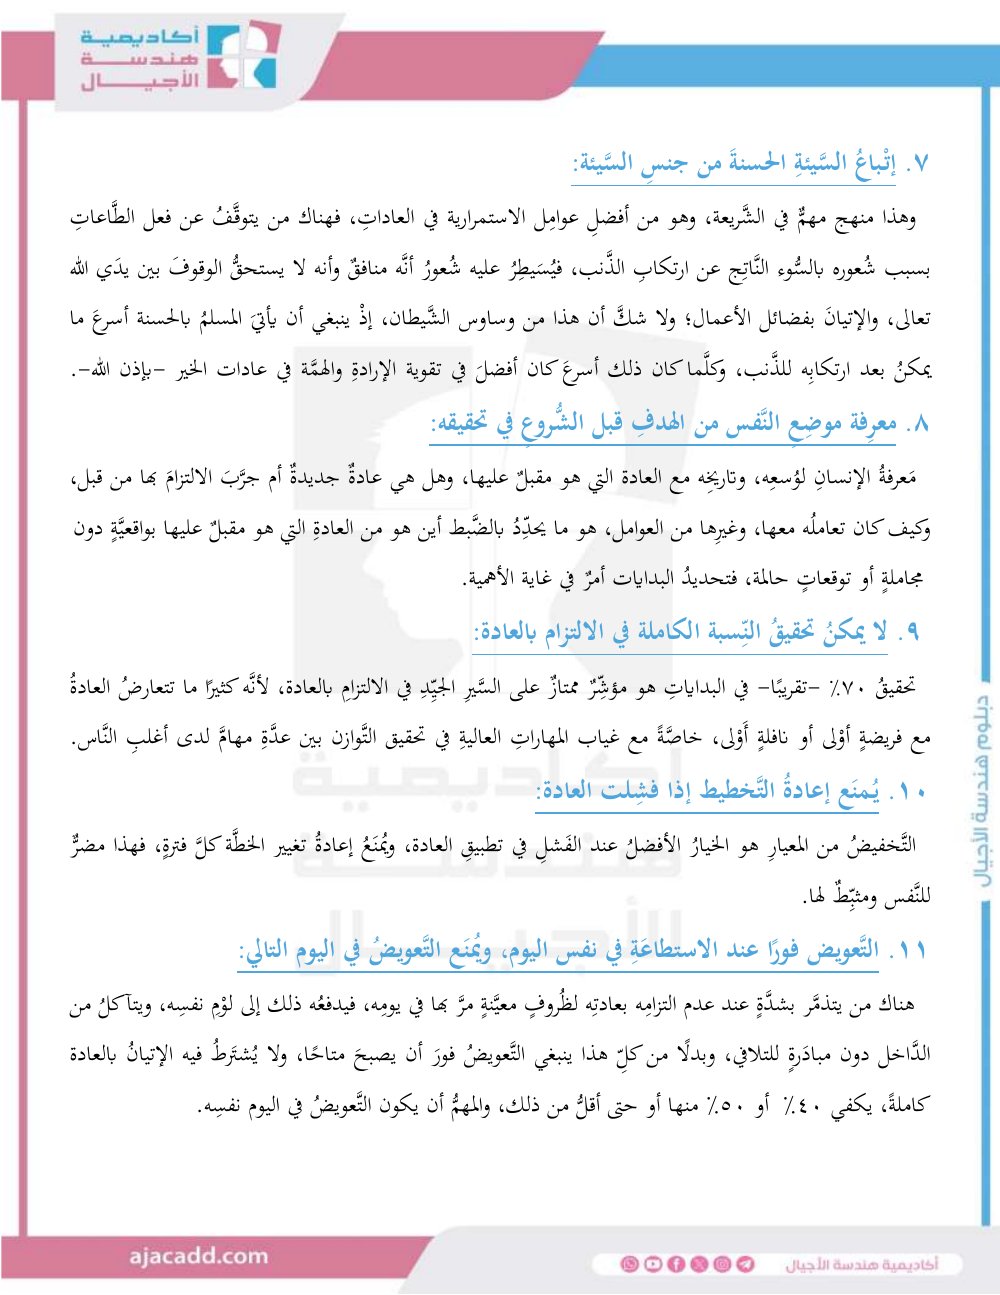 أكاديمية
هندسة
الأجيال
٧. إتْباعُ السَّيئةِ الحسنةَ من جنسِ السَّيئة:
وهذا منهج مهمٌّ في الشَّريعة، وهو من أفضلِ عوامِل الاستمرارية في العاداتِ، فهناك من يتوقَّفُ عن فعل الطَّاعاتِ
بسبب شُعوره بالسُّوء النَّاتِج عن ارتكابِ الذَّنب، فيُسَيطِرُ عليه شُعورُ أنَّه منافقٌ وأنه لا يستحقُّ الوقوفَ بين يدَي الله
تعالى، والإتيانَ بفضائل الأعمال؛ ولا شكَّ أن هذا من وساوس الشَّيطان، إذْ ينبغي أن يأتيَ المسلمُ بالحسنة أسرعَ ما
يمكنُ بعد ارتكابِه للذَّنب، وكلَّما كان ذلك أسرعَ كان أفضلَ في تقوية الإرادةِ والهمَّة في عادات الخير –بإذن الله–.
٨. معرِفة موضِعِ النَّفس من الهدفِ قبل الشُّروعِ في تحقيقه:
مَعرفةُ الإنسانِ لوُسعِه، وتاريخِه مع العادة التي هو مقبلٌ عليها، وهل هي عادةٌ جديدةٌ أم جرَّبَ الالتزامَ بها من قبل،
وكيف كان تعاملُه معها، وغيرِها من العوامل، هو ما يحدِّدُ بالضَّبط أين هو من العادةِ التي هو مقبلٌ عليها بواقعيَّةٍ دون
مجاملةٍ أو توقعاتٍ حالمة، فتحديدُ البدايات أمرٌ في غاية الأهمية.
٩. لا يمكنُ تحقيقُ النِّسبة الكاملة في الالتزام بالعادة:
تحقيقُ ٧٠٪ –تقريبًا– في البداياتِ هو مؤشِّرٌ ممتازٌ على السَّيرِ الجيِّدِ في الالتزامِ بالعادة، لأنَّه كثيرًا ما تتعارضُ العادةُ
مع فريضةٍ أوْلى أو نافلةٍ أَوْلى، خاصَّةً مع غياب المهاراتِ العاليةِ في تحقيق التَّوازن بين عدَّةِ مهامَّ لدى أغلبِ النَّاس.
١٠. يُمنَع إعادةُ التَّخطيط إذا فشِلت العادة:
التَّخفيضُ من المعيارِ هو الخيارُ الأفضلُ عند الفَشلِ في تطبيقِ العادة، ويُمنَعُ إعادةُ تغيير الخطَّة كلَّ فترةٍ، فهذا مضرٌّ
للنَّفس ومثبِّطٌ لها.
١١. التَّعويض فورًا عند الاستطاعَةِ في نفس اليوم، ويُمنَع التَّعويضُ في اليوم التالي:
هناك من يتذمَّر بشدَّةٍ عند عدم التزامِه بعادتِه لظُروفٍ معيَّنةٍ مرَّ بها في يومِه، فيدفعُه ذلك إلى لوْمِ نفسِه، ويتآكلُ من
الدَّاخل دون مبادَرةٍ للتلافي، وبدلًا من كلِّ هذا ينبغي التَّعويضُ فورَ أن يصبحَ متاحًا، ولا يُشتَرطُ فيه الإتيانُ بالعادة
كاملةً، يكفي ٤٠٪ أو ٥٠٪ منها أو حتى أقلُّ من ذلك، والمهمُّ أن يكون التَّعويضُ في اليوم نفسِه.
دبلوم هندسة الأجيال
أكاديمية
هندسة
الأجيال
أكاديمية هندسة الأجيال
ajacadd.com